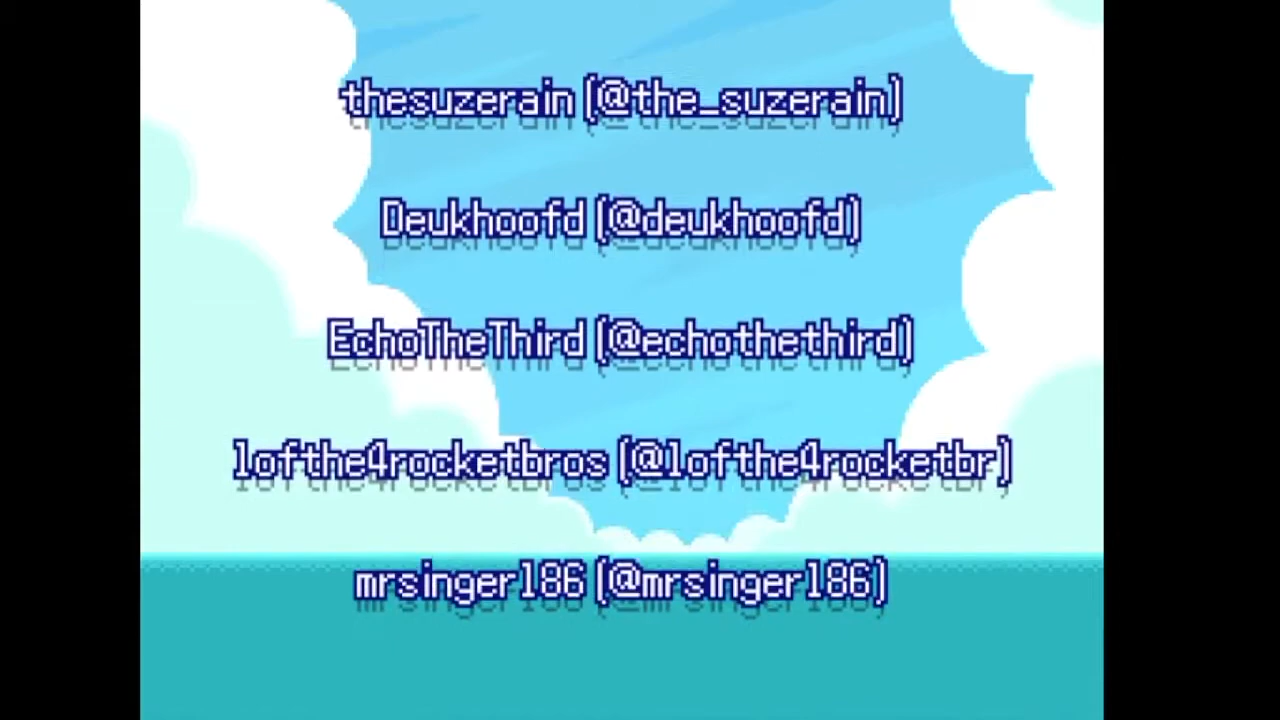 thesuzerain (@the_suzerain)
Deukhoofd (@deukhoofd)
EchoTheThird (@echothethird)
1ofthe4rocketbros (@1ofthe4rocketbr)
mrsinger186 (@mrsinger186)